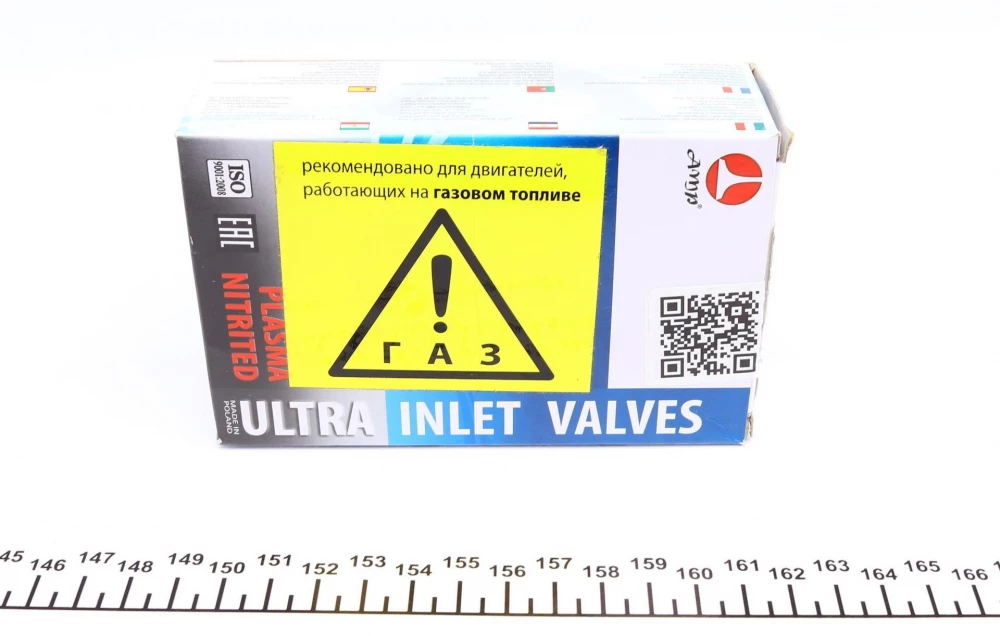 рекомендовано для двигателей,
работающих на газовом топливе
ГАЗ
ISO
9001:2008
EAC
PLASMA
NITRITED
MADE IN
POLAND
ULTRA INLET VALVES
Амур®
145 146 147 148 149 150 151 152 153 154 155 156 157 158 159 160 161 162 163 164 165 166